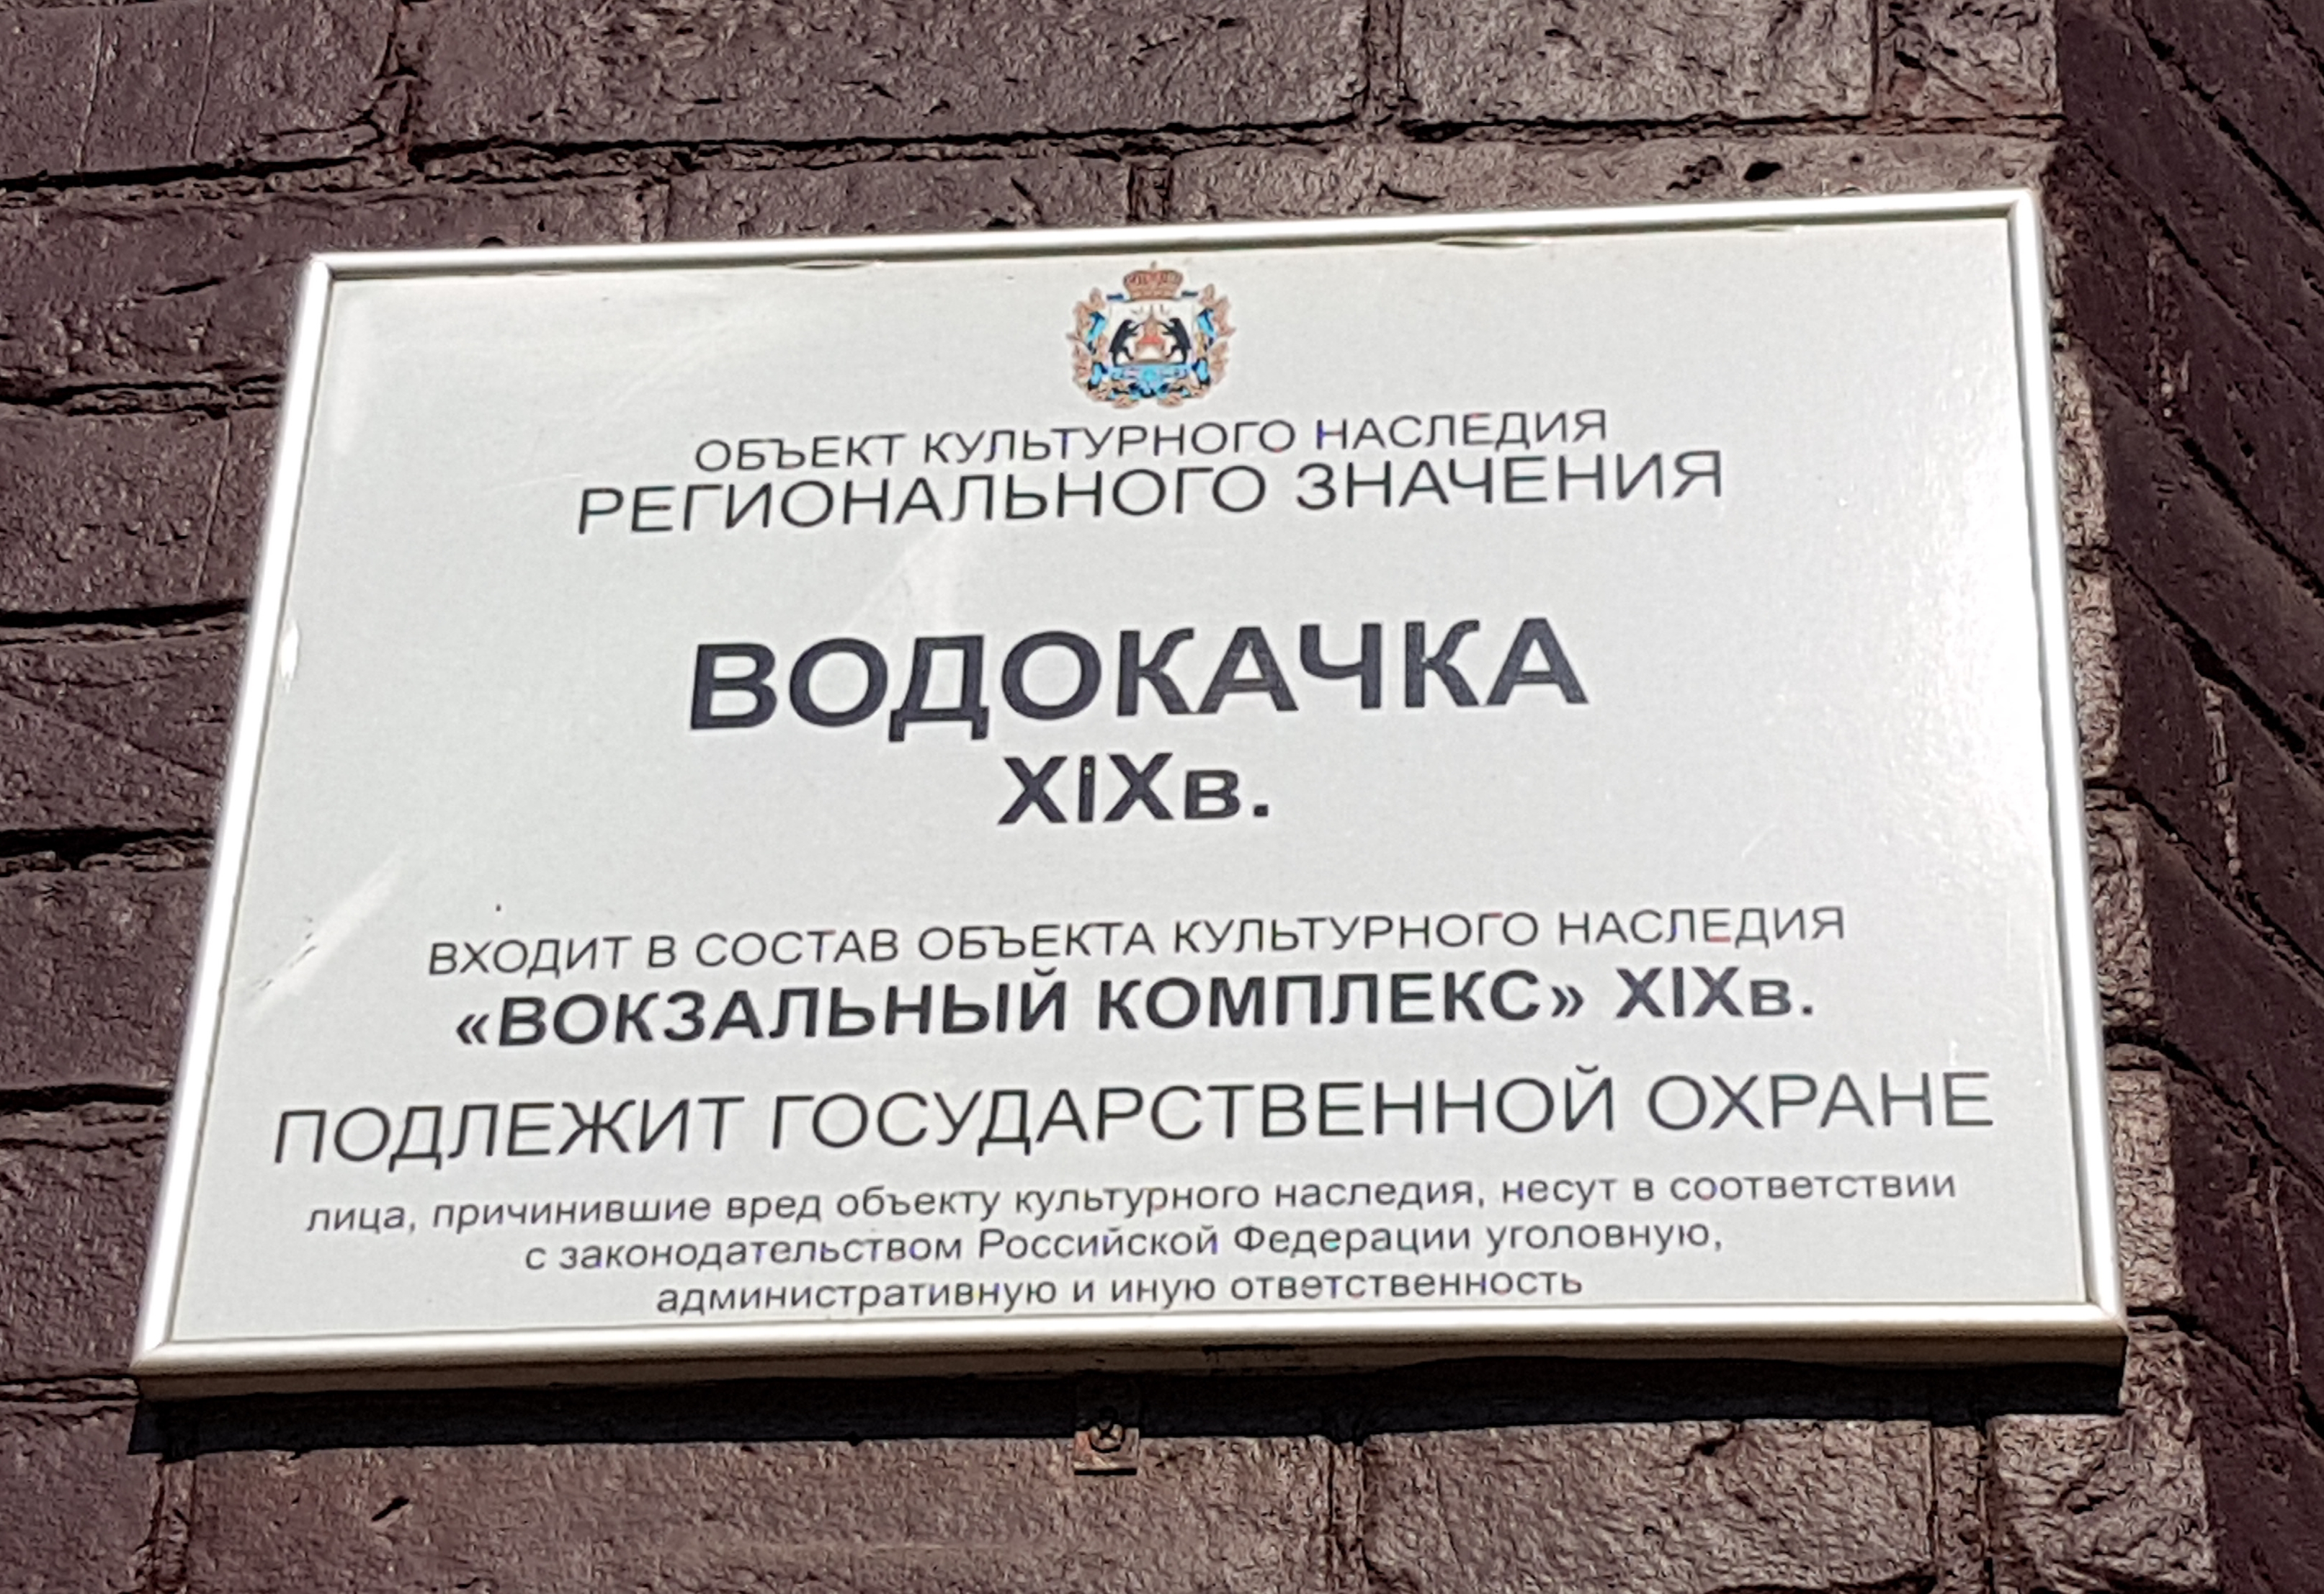 ОБЪЕКТ КУЛЬТУРНОГО НАСЛЕДИЯ
РЕГИОНАЛЬНОГО ЗНАЧЕНИЯ
ВОДОКАЧКА
XIXв.
ВХОДИТ В СОСТАВ ОБЪЕКТА КУЛЬТУРНОГО НАСЛЕДИЯ
«ВОКЗАЛЬНЫЙ КОМПЛЕКС» XIXв.
ПОДЛЕЖИТ ГОСУДАРСТВЕННОЙ ОХРАНЕ
лица, причинившие вред объекту культурного наследия, несут в соответствии
с законодательством Российской Федерации уголовную,
административную и иную ответственность